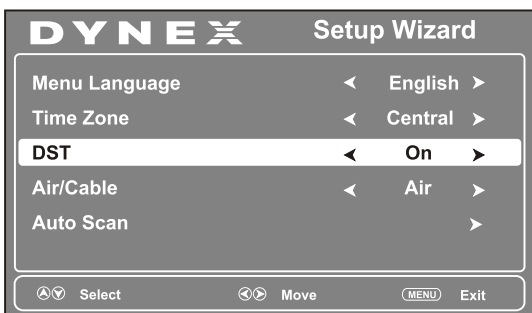 DYNEX Setup Wizard
Menu Language English
Time Zone Central
DST On
Air/Cable Air
Auto Scan
Select Move MENU Exit